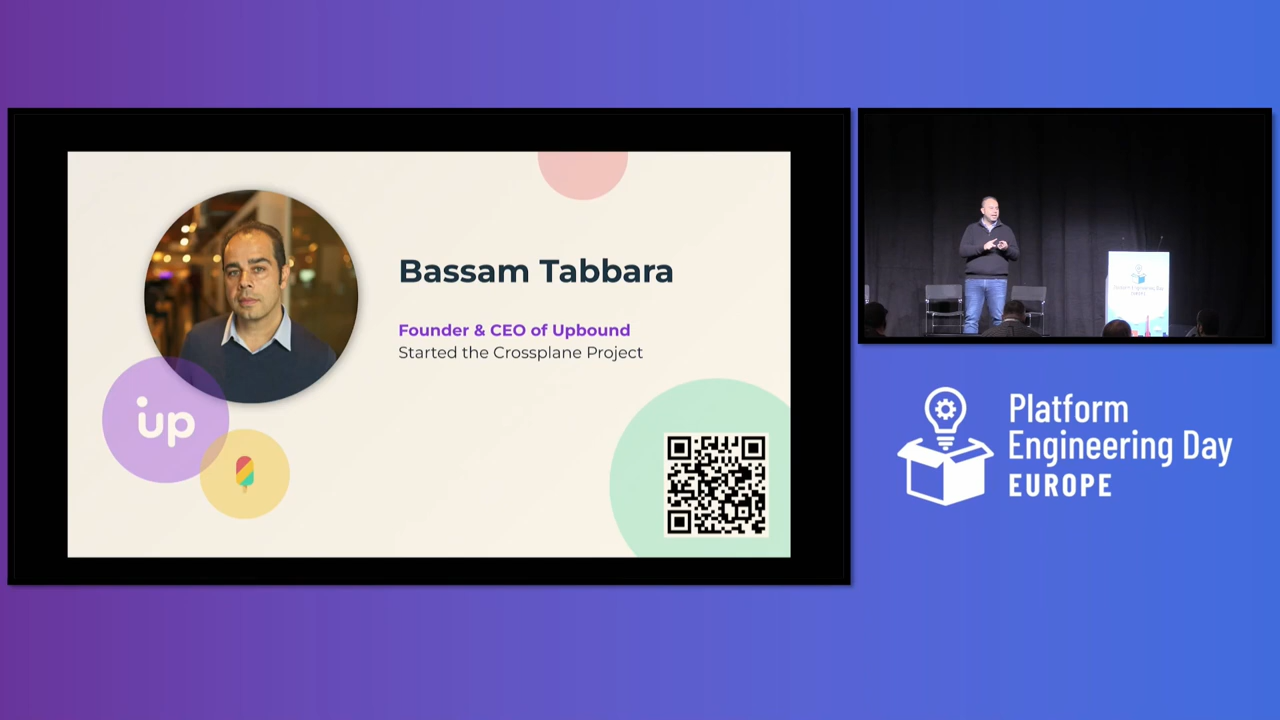 Bassam Tabbara
Founder & CEO of Upbound
Started the Crossplane Project
up
Platform
Engineering Day
EUROPE